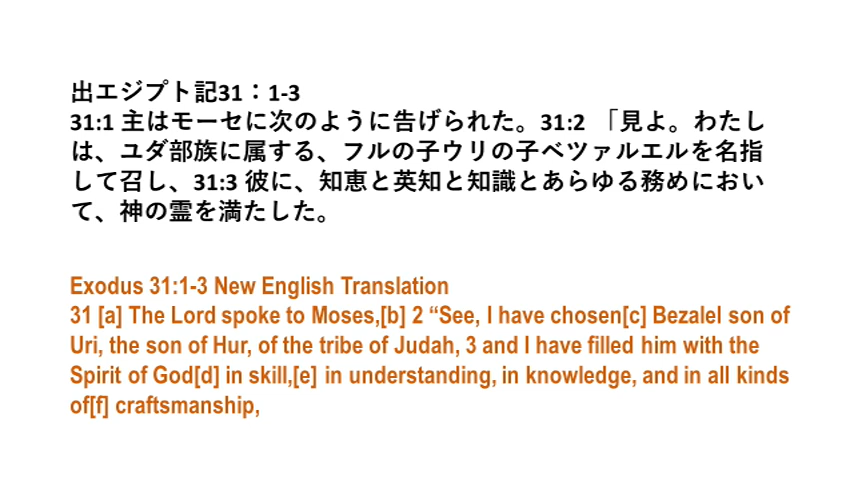 出エジプト記31：1-3
31:1 主はモーセに次のように告げられた。31:2 「見よ。わたし
は、ユダ部族に属する、フルの子ウリの子ベツァルエルを名指
して召し、31:3 彼に、知恵と英知と知識とあらゆる務めにおい
て、神の霊を満たした。
Exodus 31:1-3 New English Translation
31 [a] The Lord spoke to Moses,[b] 2 “See, I have chosen[c] Bezalel son of
Uri, the son of Hur, of the tribe of Judah, 3 and I have filled him with the
Spirit of God[d] in skill,[e] in understanding, in knowledge, and in all kinds
of[f] craftsmanship,